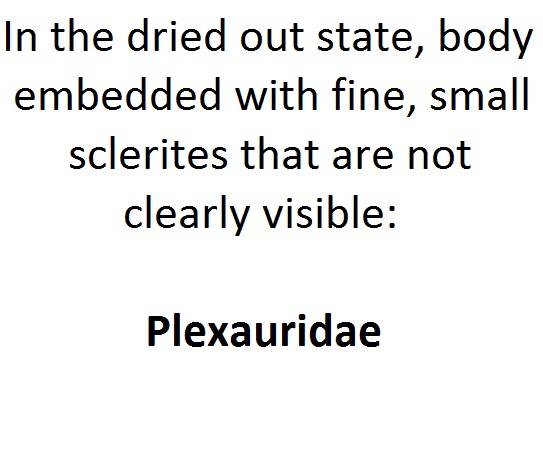 In the dried out state, body
embedded with fine, small
sclerites that are not
clearly visible:
Plexauridae